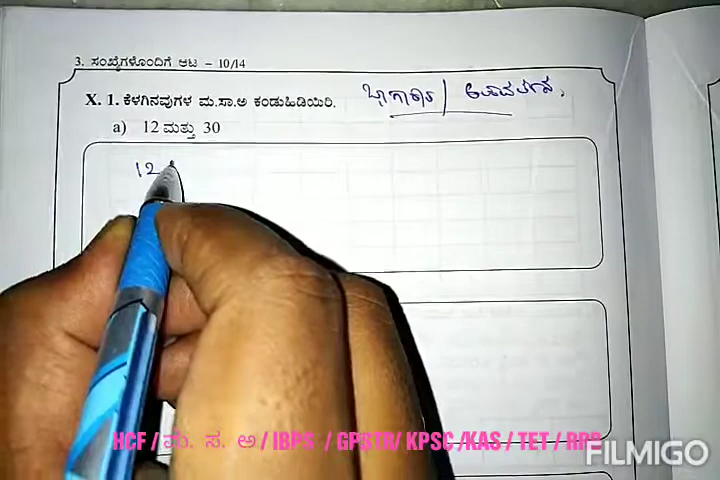 3. ಸಂಖ್ಯೆಗಳೊಂದಿಗೆ ಆಟ – 10/14
X. 1. ಕೆಳಗಿನವುಗಳ ಮ.ಸಾ.ಅ ಕಂಡುಹಿಡಿಯಿರಿ.
a) 12 ಮತ್ತು 30
12
HCF / ಮ. ಸ. ಅ / IBPS / GPSTR/ KPSC /KAS / TET / RRB
FILMIGO